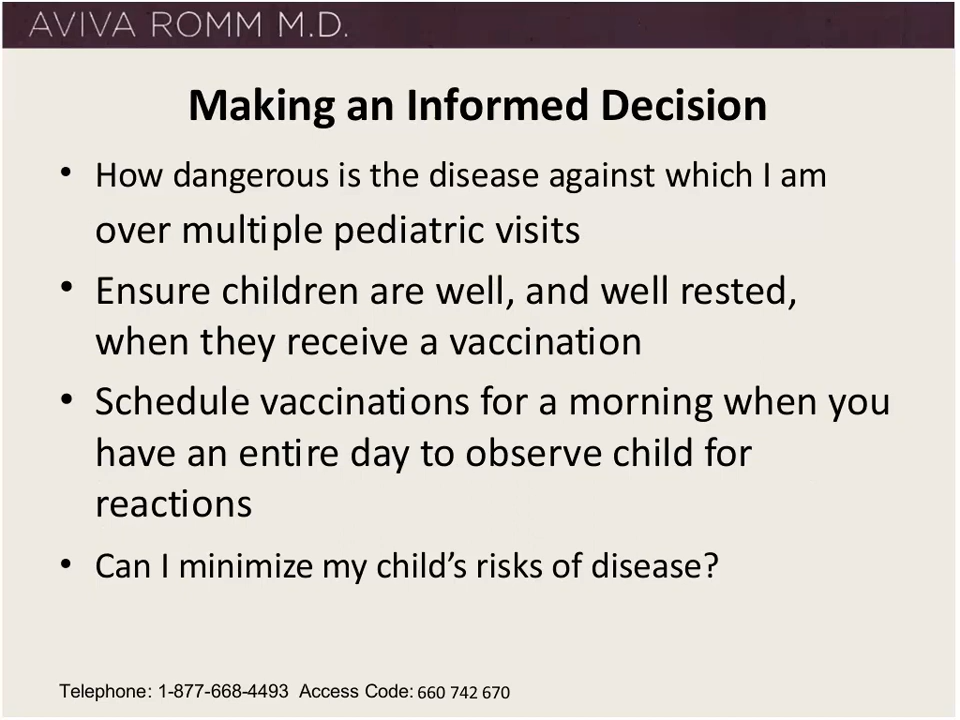 AVIVA ROMM M.D.
Making an Informed Decision
• How dangerous is the disease against which I am
over multiple pediatric visits
• Ensure children are well, and well rested,
when they receive a vaccination
• Schedule vaccinations for a morning when you
have an entire day to observe child for
reactions
• Can I minimize my child’s risks of disease?
Telephone: 1-877-668-4493 Access Code: 660 742 670